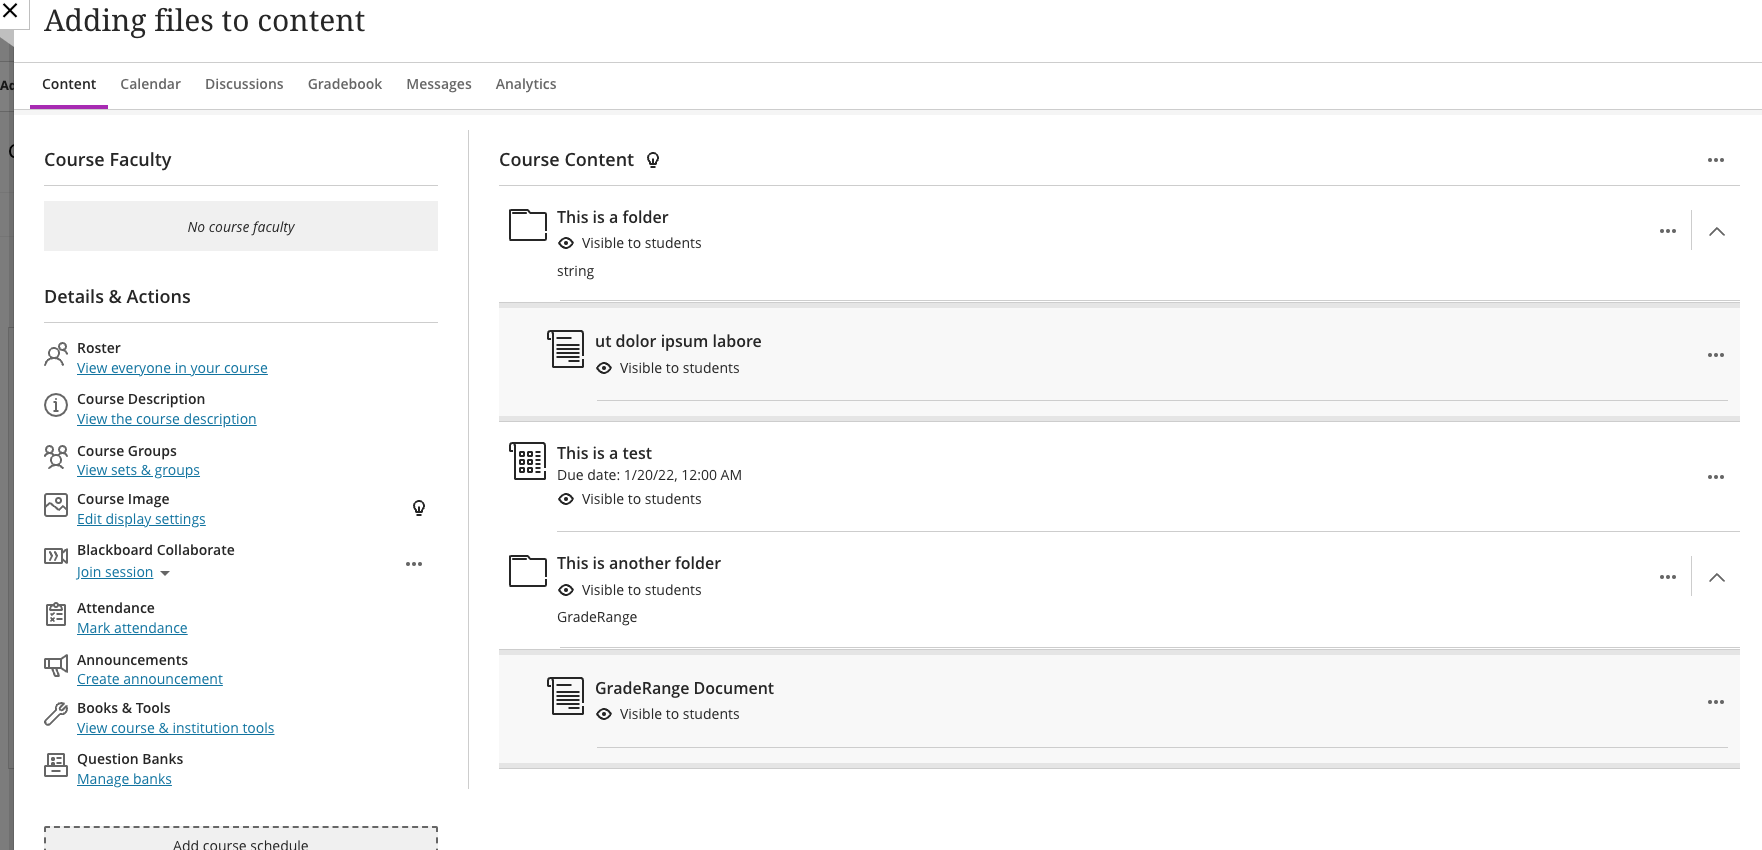 Adding files to content
Content Calendar Discussions Gradebook Messages Analytics
Course Faculty
No course faculty
Details & Actions
Roster
View everyone in your course
Course Description
View the course description
Course Groups
View sets & groups
Course Image
Edit display settings
Blackboard Collaborate
Join session
Attendance
Mark attendance
Announcements
Create announcement
Books & Tools
View course & institution tools
Question Banks
Manage banks
Add course schedule
Course Content
This is a folder
Visible to students
string
ut dolor ipsum labore
Visible to students
This is a test
Due date: 1/20/22, 12:00 AM
Visible to students
This is another folder
Visible to students
GradeRange
GradeRange Document
Visible to students